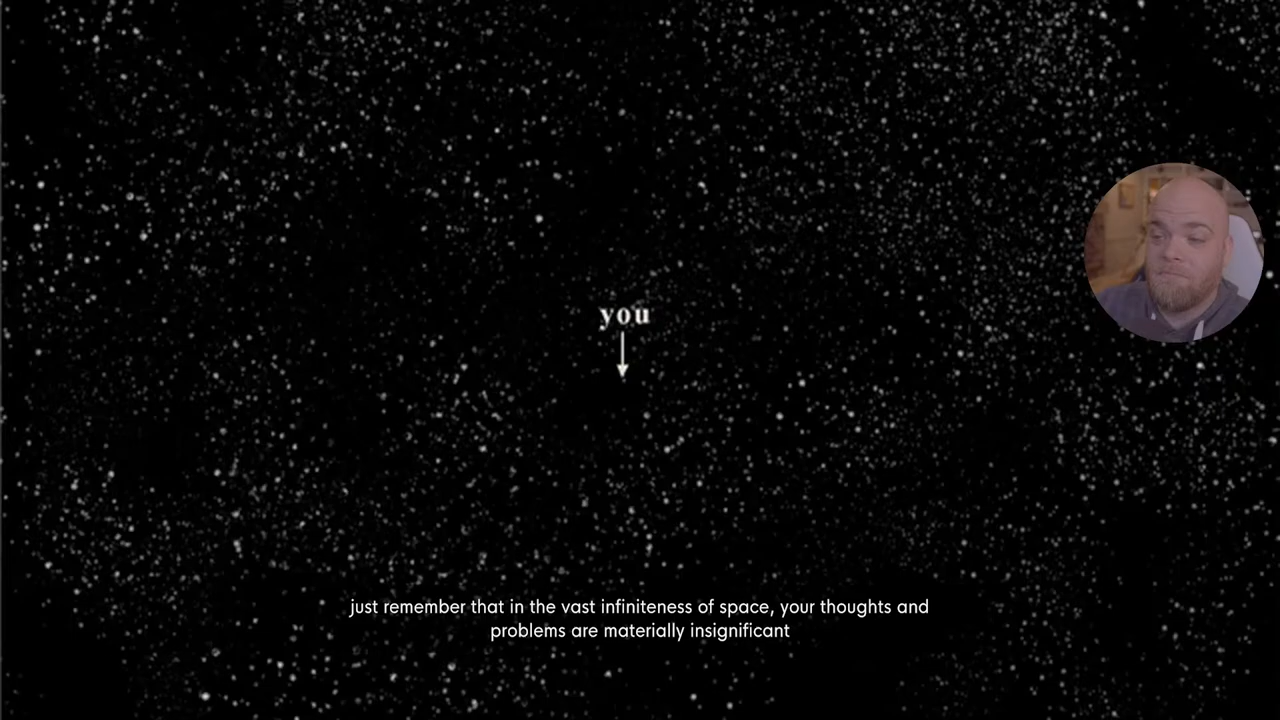 you
just remember that in the vast infiniteness of space, your thoughts and
problems are materially insignificant